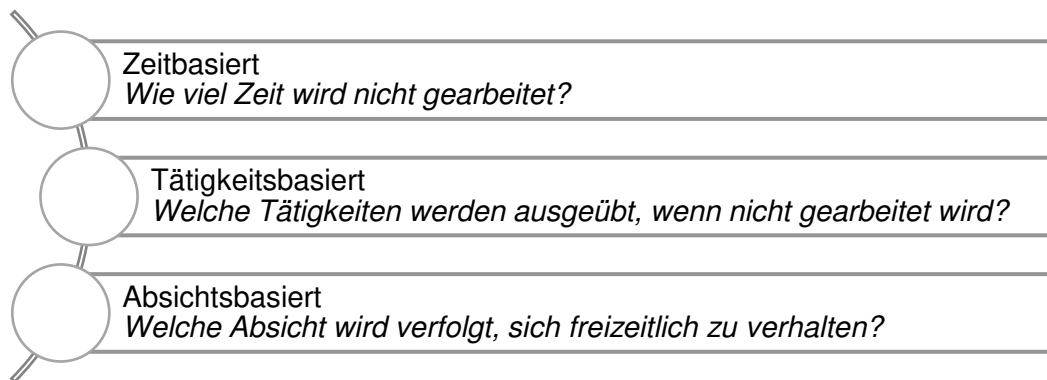 Zeitbasiert
Wie viel Zeit wird nicht gearbeitet?
Tätigkeitsbasiert
Welche Tätigkeiten werden ausgeübt, wenn nicht gearbeitet wird?
Absichtsbasiert
Welche Absicht wird verfolgt, sich freizeitlich zu verhalten?